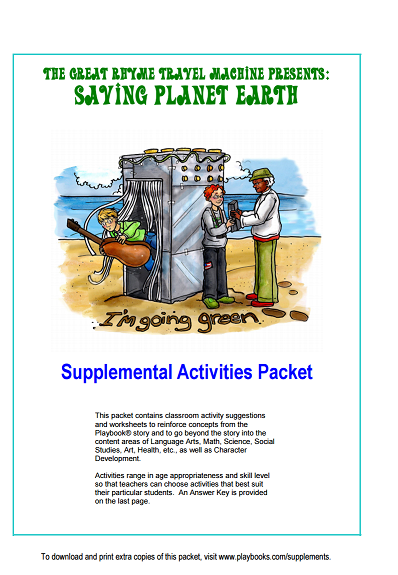 THE GREAT RHYME TRAVEL MACHINE PRESENTS:
SAVING PLANET EARTH
I'm going green
Supplemental Activities Packet
This packet contains classroom activity suggestions
and worksheets to reinforce concepts from the
Playbook® story and to go beyond the story into the
content areas of Language Arts, Math, Science, Social
Studies, Art, Health, etc., as well as Character
Development.
Activities range in age appropriateness and skill level
so that teachers can choose activities that best suit
their particular students.  An Answer Key is provided
on the last page.
To download and print extra copies of this packet, visit www.playbooks.com/supplements.